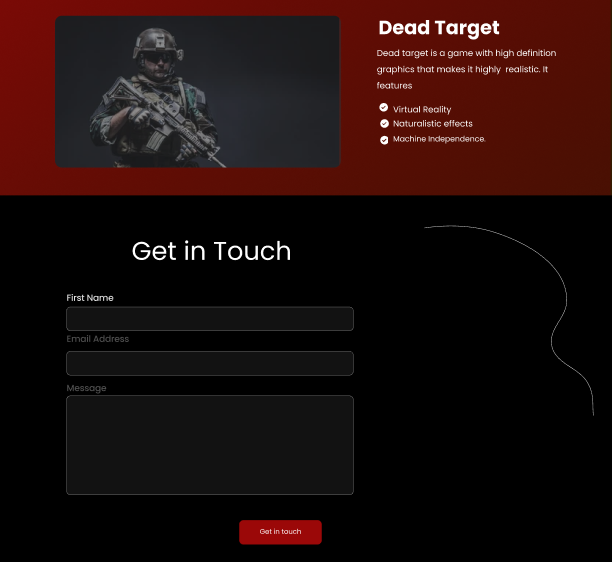 Dead Target
Dead target is a game with high definition
graphics that makes it highly realistic. It
features
Virtual Reality
Naturalistic effects
Machine Independence.
Get in Touch
First Name
Email Address
Message
Get in touch